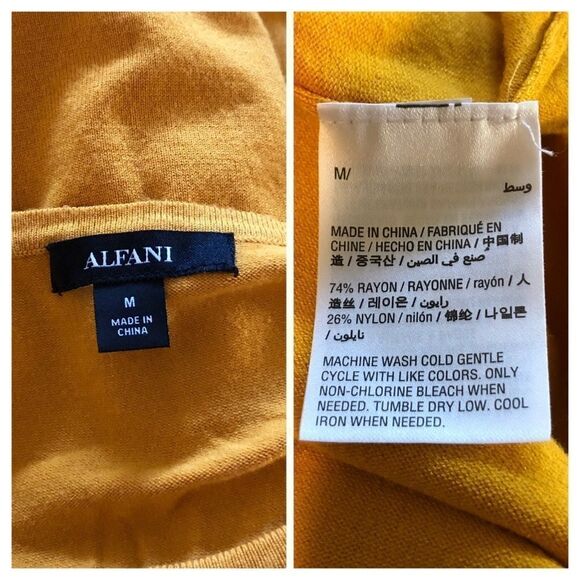 ALFANI
M
MADE IN
CHINA
M/
وسط
MADE IN CHINA / FABRIQUÉ EN
CHINE / HECHO EN CHINA / 中国制
造 / 중국산 / صنع في الصين /
74% RAYON / RAYONNE / rayón / 人
造丝 / 레이온 / رايون /
26% NYLON / nilón / 锦纶 / 나일론
/ نايلون
MACHINE WASH COLD GENTLE
CYCLE WITH LIKE COLORS. ONLY
NON-CHLORINE BLEACH WHEN
NEEDED. TUMBLE DRY LOW. COOL
IRON WHEN NEEDED.